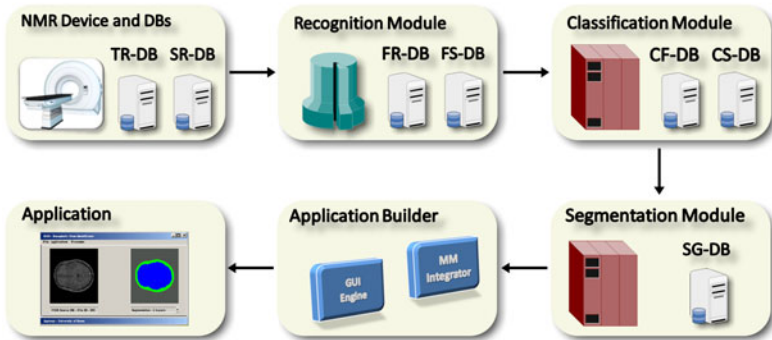 NMR Device and DBs
TR-DB SR-DB
Recognition Module
FR-DB FS-DB
Classification Module
CF-DB CS-DB
Application
Application Builder
GUI
Engine
MM
Integrator
Segmentation Module
SG-DB